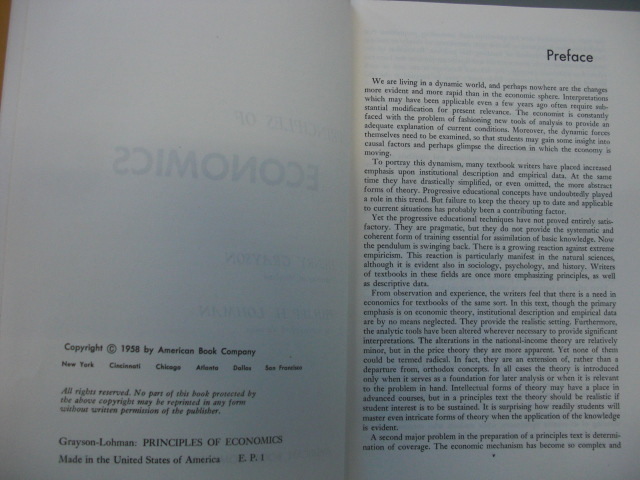 Copyright © 1958 by American Book Company
New York Cincinnati Chicago Atlanta Dallas San Francisco
All rights reserved. No part of this book protected by
the above copyright may be reprinted in any form
without written permission of the publisher.
Grayson-Lohman: PRINCIPLES OF ECONOMICS
Made in the United States of America E. P. 1
Preface
We are living in a dynamic world, and perhaps nowhere are the changes
more evident and more rapid than in the economic sphere. Interpretations
which may have been applicable even a few years ago often require sub-
stantial modification for present relevance. The economist is constantly
faced with the problem of fashioning new tools of analysis to provide an
adequate explanation of current conditions. Moreover, the dynamic forces
themselves need to be examined, so that students may gain some insight into
causal factors and perhaps glimpse the direction in which the economy is
moving.
To portray this dynamism, many textbook writers have placed increased
emphasis upon institutional description and empirical data. At the same
time they have drastically simplified, or even omitted, the more abstract
forms of theory. Progressive educational concepts have undoubtedly played
a role in this trend. But failure to keep the theory up to date and applicable
to current situations has probably been a contributing factor.
Yet the progressive educational techniques have not proved entirely satis-
factory. They are pragmatic, but they do not provide the systematic and
coherent form of training essential for assimilation of basic knowledge. Now
the pendulum is swinging back. There is a growing reaction against extreme
empiricism. This reaction is particularly manifest in the natural sciences,
although it is evident also in sociology, psychology, and history. Writers
of textbooks in these fields are once more emphasizing principles, as well
as descriptive data.
From observation and experience, the writers feel that there is a need in
economics for textbooks of the same sort. In this text, though the primary
emphasis is on economic theory, institutional description and empirical data
are by no means neglected. They provide the realistic setting. Furthermore,
the analytic tools have been altered wherever necessary to provide significant
interpretations. The alterations in the national-income theory are relatively
minor, but in the price theory they are more apparent. Yet none of them
could be termed radical. In fact, they are an extension of, rather than a
departure from, orthodox concepts. In all cases the theory is introduced
only when it serves as a foundation for later analysis or when it is relevant
to the problem in hand. Intellectual forms of theory may have a place in
advanced courses, but in a principles text the theory should be realistic if
student interest is to be sustained. It is surprising how readily students will
master even intricate forms of theory when the application of the knowledge
is evident.
A second major problem in the preparation of a principles text is determi-
nation of coverage. The economic mechanism has become so complex and